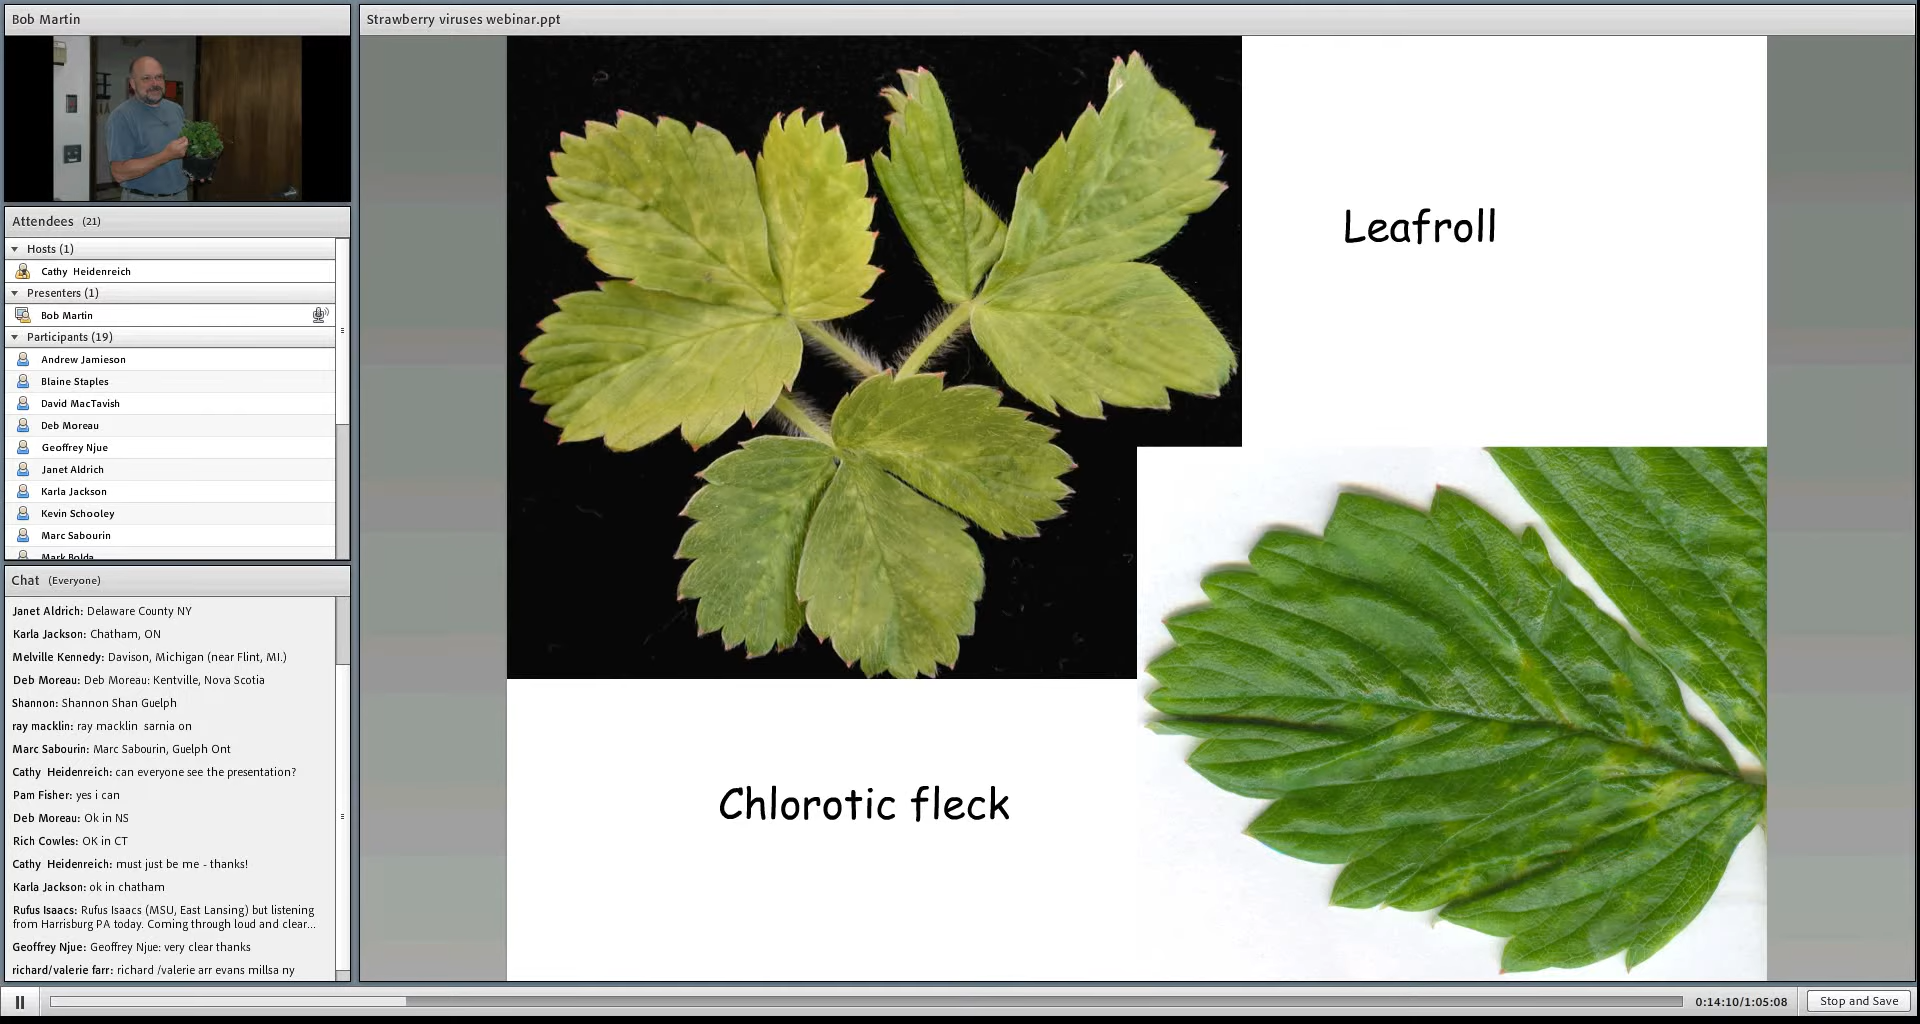 Bob Martin
Attendees (21)
Hosts (1)
Cathy Heidenreich
Presenters (1)
Bob Martin
Participants (19)
Andrew Jamieson
Blaine Staples
David MacTavish
Deb Moreau
Geoffrey Njue
Janet Aldrich
Karla Jackson
Kevin Schooley
Marc Sabourin
Mark Bolda
Chat (Everyone)
Janet Aldrich: Delaware County NY
Karla Jackson: Chatham, ON
Melville Kennedy: Davison, Michigan (near Flint, MI.)
Deb Moreau: Deb Moreau: Kentville, Nova Scotia
Shannon: Shannon Shan Guelph
ray macklin: ray macklin sarnia on
Marc Sabourin: Marc Sabourin, Guelph Ont
Cathy Heidenreich: can everyone see the presentation?
Pam Fisher: yes i can
Deb Moreau: Ok in NS
Rich Cowles: OK in CT
Cathy Heidenreich: must just be me - thanks!
Karla Jackson: ok in chatham
Rufus Isaacs: Rufus Isaacs (MSU, East Lansing) but listening
from Harrisburg PA today. Coming through loud and clear...
Geoffrey Njue: Geoffrey Njue: very clear thanks
richard/valerie farr: richard /valerie arr evans millsa ny
Strawberry viruses webinar.ppt
Leafroll
Chlorotic fleck
0:14:10/1:05:08
Stop and Save